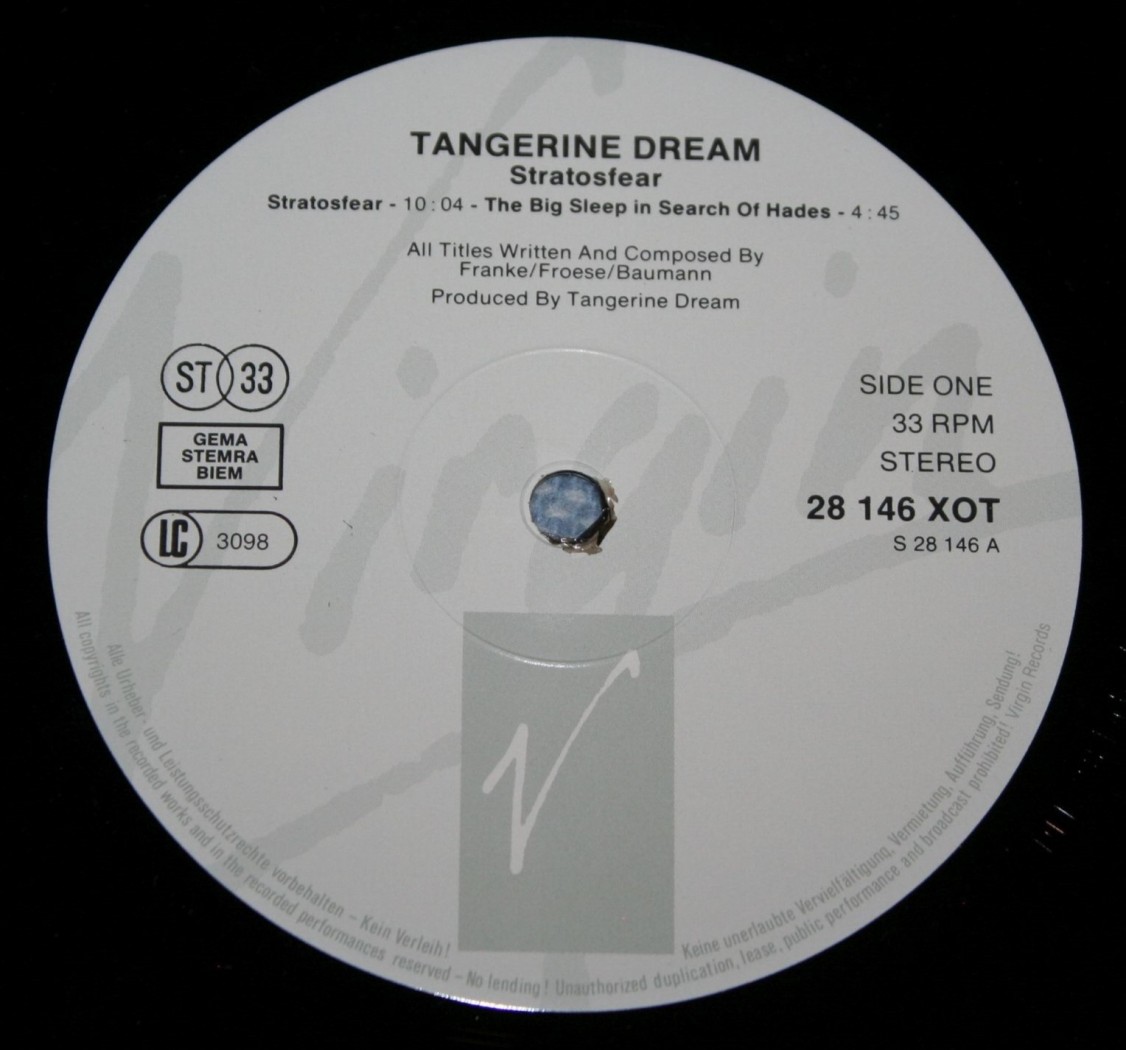 TANGERINE DREAM
Stratosfear
Stratosfear - 10:04 - The Big Sleep in Search Of Hades - 4:45
All Titles Written And Composed By
Franke/Froese/Baumann
Produced By Tangerine Dream
ST 33
GEMA
STEMRA
BIEM
LC 3098
SIDE ONE
33 RPM
STEREO
28 146 XOT
S 28 146 A
Virgin
V
Alle Urheber- und Leistungsschutzrechte vorbehalten – Kein Verleih! Keine unerlaubte Vervielfältigung, Vermietung, Aufführung, Sendung!
All copyrights in the recorded works and in the recorded performances reserved – No lending! Unauthorized duplication, lease, public performance and broadcast prohibited! Virgin Records